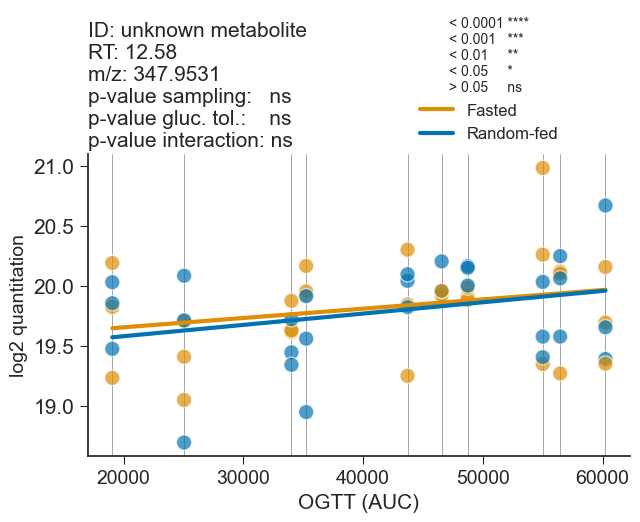 ID: unknown metabolite
RT: 12.58
m/z: 347.9531
p-value sampling: ns
p-value gluc. tol.: ns
p-value interaction: ns
< 0.0001 ****
< 0.001 ***
< 0.01 **
< 0.05 *
> 0.05 ns
Fasted
Random-fed
21.0
20.5
20.0
19.5
19.0
log2 quantitation
20000 30000 40000 50000 60000
OGTT (AUC)